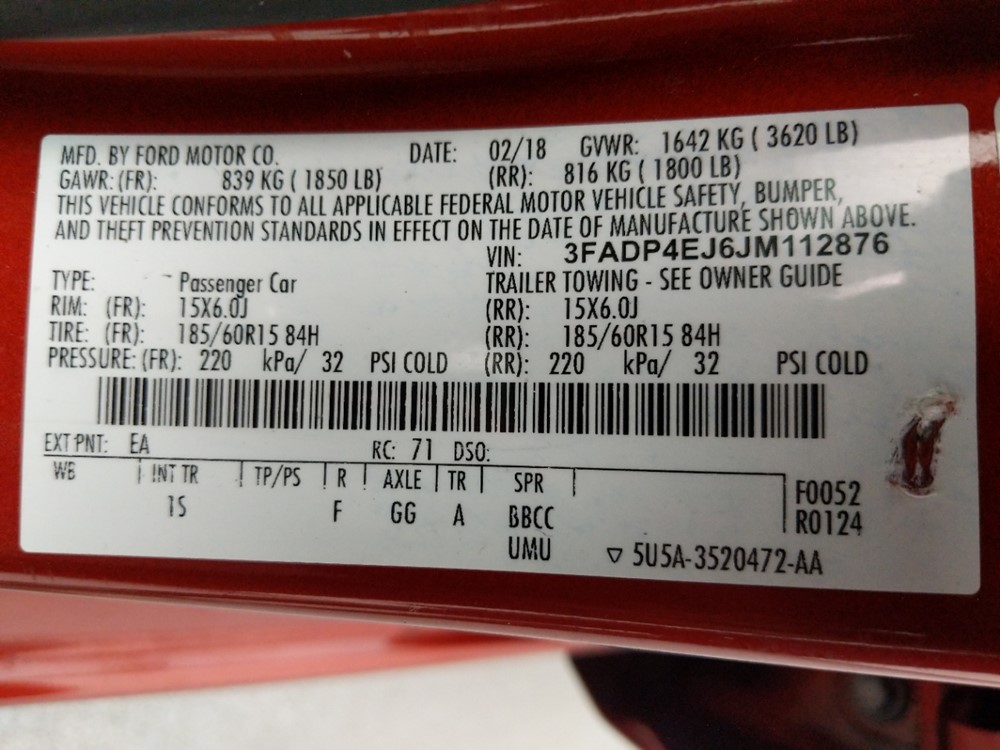 MFD. BY FORD MOTOR CO. DATE: 02/18 GVWR: 1642 KG ( 3620 LB)
GAWR: (FR): 839 KG ( 1850 LB) (RR): 816 KG ( 1800 LB)
THIS VEHICLE CONFORMS TO ALL APPLICABLE FEDERAL MOTOR VEHICLE SAFETY, BUMPER,
AND THEFT PREVENTION STANDARDS IN EFFECT ON THE DATE OF MANUFACTURE SHOWN ABOVE.
VIN: 3FADP4EJ6JM112876
TYPE: Passenger Car TRAILER TOWING - SEE OWNER GUIDE
RIM: (FR): 15X6.0J (RR): 15X6.0J
TIRE: (FR): 185/60R15 84H (RR): 185/60R15 84H
PRESSURE: (FR): 220 kPa/ 32 PSI COLD (RR): 220 kPa/ 32 PSI COLD
EXT PNT: EA RC: 71 DSO:
WB INT TR TP/PS R AXLE TR SPR F0052
1S F GG A BBCC R0124
UMU ▽ 5U5A-3520472-AA